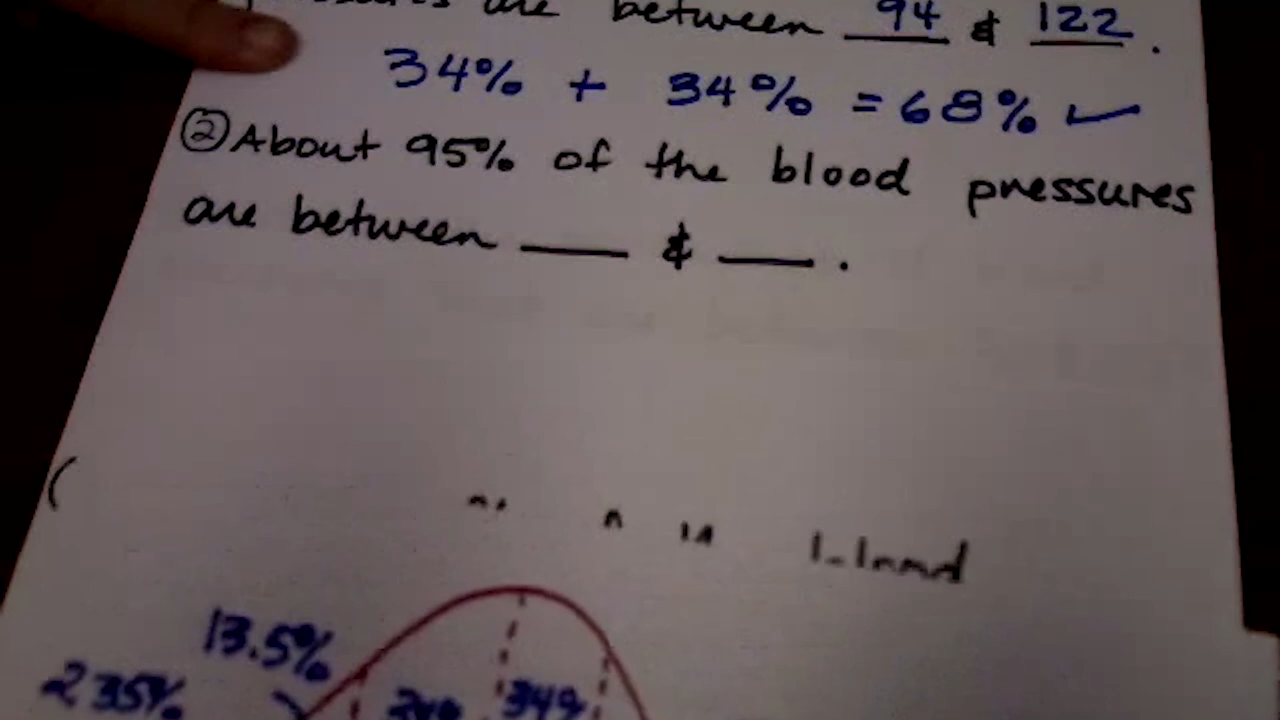 are between 94 & 122.
34% + 34% = 68% ✓
② About 95% of the blood pressures
are between ___ & ___.
13.5%
2.35%
34% 34%